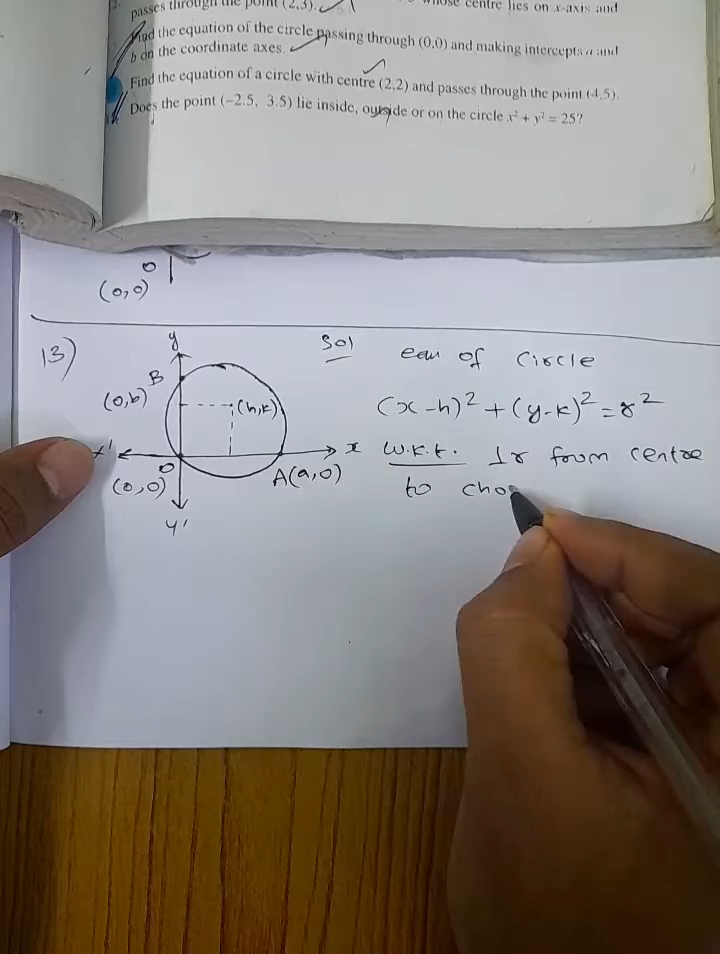 passes through the point (2,3). whose centre lies on x-axis and
Find the equation of the circle passing through (0,0) and making intercepts a and
b on the coordinate axes.
Find the equation of a circle with centre (2,2) and passes through the point (4,5).
Does the point (−2.5, 3.5) lie inside, outside or on the circle x² + y² = 25?
0
(0,0)
13)
y
B
(0,b)
(h,k)
x'
x
O
(0,0)
A(a,0)
y'
Sol
eqn of Circle
(x-h)² + (y-k)² = r²
W.K.t. ⊥r from centre
to cho